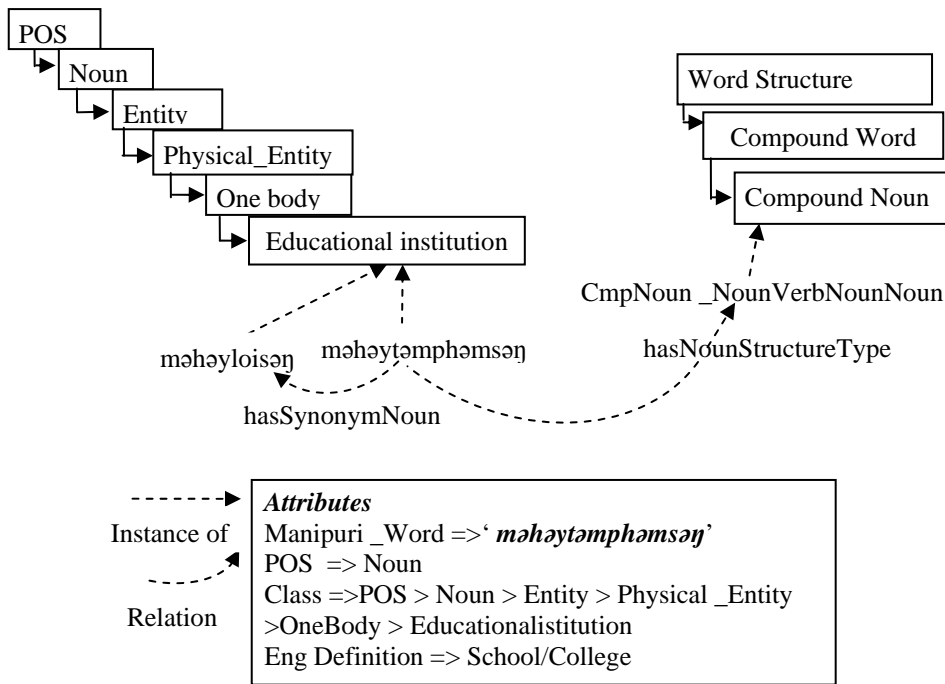 POS
Noun
Entity
Physical_Entity
One body
Educational institution
Word Structure
Compound Word
Compound Noun
CmpNoun _NounVerbNounNoun
məhəyloisəŋ
məhəytəmphəmsəŋ
hasNounStructureType
hasSynonymNoun
Instance of
Relation
Attributes
Manipuri _Word =>‘ məhəytəmphəmsəŋ’
POS => Noun
Class =>POS > Noun > Entity > Physical _Entity
>OneBody > Educationalistitution
Eng Definition => School/College